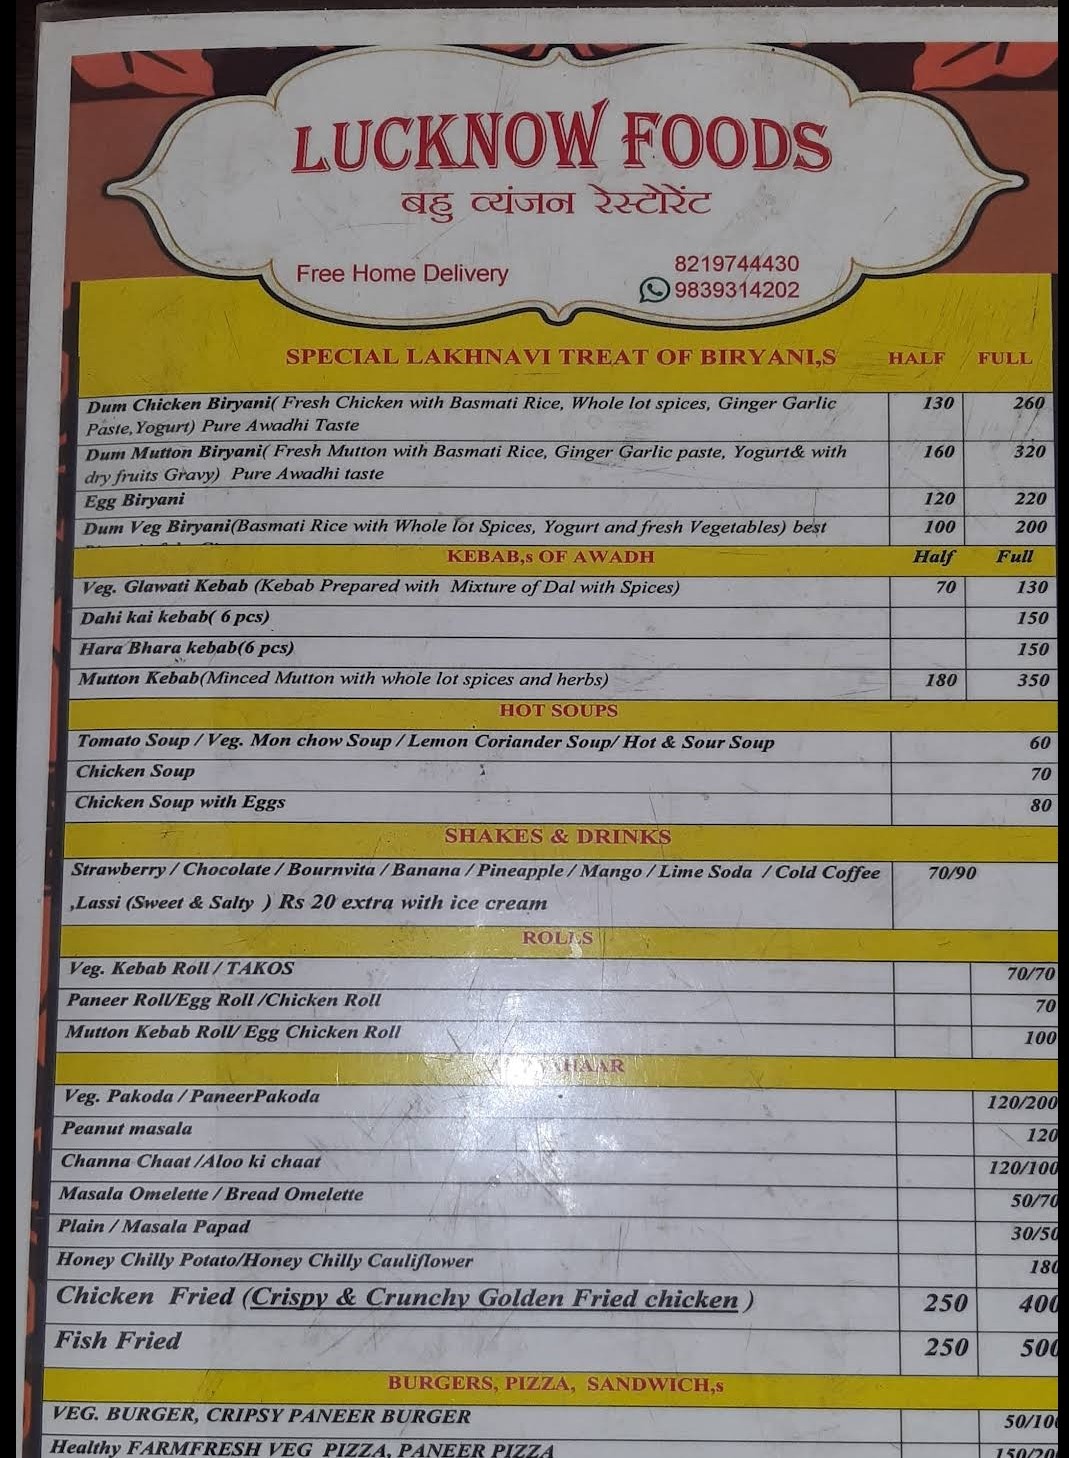 LUCKNOW FOODS
बहु व्यंजन रेस्टोरेंट
Free Home Delivery
8219744430
9839314202
SPECIAL LAKHNAVI TREAT OF BIRYANI,S HALF FULL
Dum Chicken Biryani( Fresh Chicken with Basmati Rice, Whole lot spices, Ginger Garlic 130 260
Paste,Yogurt) Pure Awadhi Taste
Dum Mutton Biryani( Fresh Mutton with Basmati Rice, Ginger Garlic paste, Yogurt& with 160 320
dry fruits Gravy) Pure Awadhi taste
Egg Biryani 120 220
Dum Veg Biryani(Basmati Rice with Whole lot Spices, Yogurt and fresh Vegetables) best 100 200
KEBAB,s OF AWADH Half Full
Veg. Glawati Kebab (Kebab Prepared with Mixture of Dal with Spices) 70 130
Dahi kai kebab( 6 pcs) 150
Hara Bhara kebab(6 pcs) 150
Mutton Kebab(Minced Mutton with whole lot spices and herbs) 180 350
HOT SOUPS
Tomato Soup / Veg. Mon chow Soup / Lemon Coriander Soup/ Hot & Sour Soup 60
Chicken Soup 70
Chicken Soup with Eggs 80
SHAKES & DRINKS
Strawberry / Chocolate / Bournvita / Banana / Pineapple / Mango / Lime Soda / Cold Coffee 70/90
,Lassi (Sweet & Salty ) Rs 20 extra with ice cream
ROLLS
Veg. Kebab Roll / TAKOS 70/70
Paneer Roll/Egg Roll /Chicken Roll 70
Mutton Kebab Roll/ Egg Chicken Roll 100
Veg. Pakoda / PaneerPakoda 120/200
Peanut masala 120
Channa Chaat /Aloo ki chaat 120/100
Masala Omelette / Bread Omelette 50/70
Plain / Masala Papad 30/50
Honey Chilly Potato/Honey Chilly Cauliflower 180
Chicken Fried (Crispy & Crunchy Golden Fried chicken ) 250 400
Fish Fried 250 500
BURGERS, PIZZA, SANDWICH,s
VEG. BURGER, CRIPSY PANEER BURGER 50/100
Healthy FARMFRESH VEG PIZZA, PANEER PIZZA 150/200